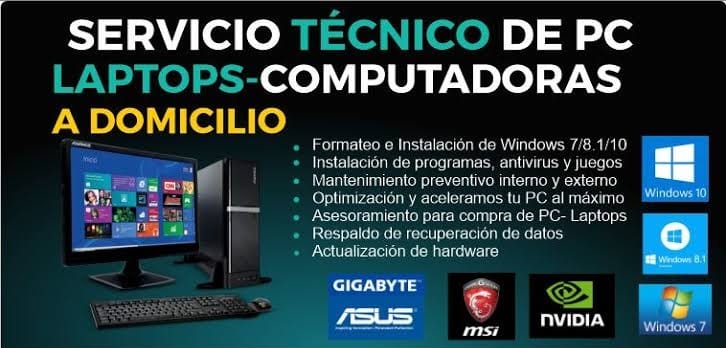 SERVICIO TÉCNICO DE PC
LAPTOPS-COMPUTADORAS
A DOMICILIO
Formateo e Instalación de Windows 7/8.1/10
Instalación de programas, antivirus y juegos
Mantenimiento preventivo interno y externo
Optimización y aceleramos tu PC al máximo
Asesoramiento para compra de PC- Laptops
Respaldo de recuperación de datos
Actualización de hardware
Windows 10
Windows 8.1
Windows 7
GIGABYTE
ASUS
msi
NVIDIA